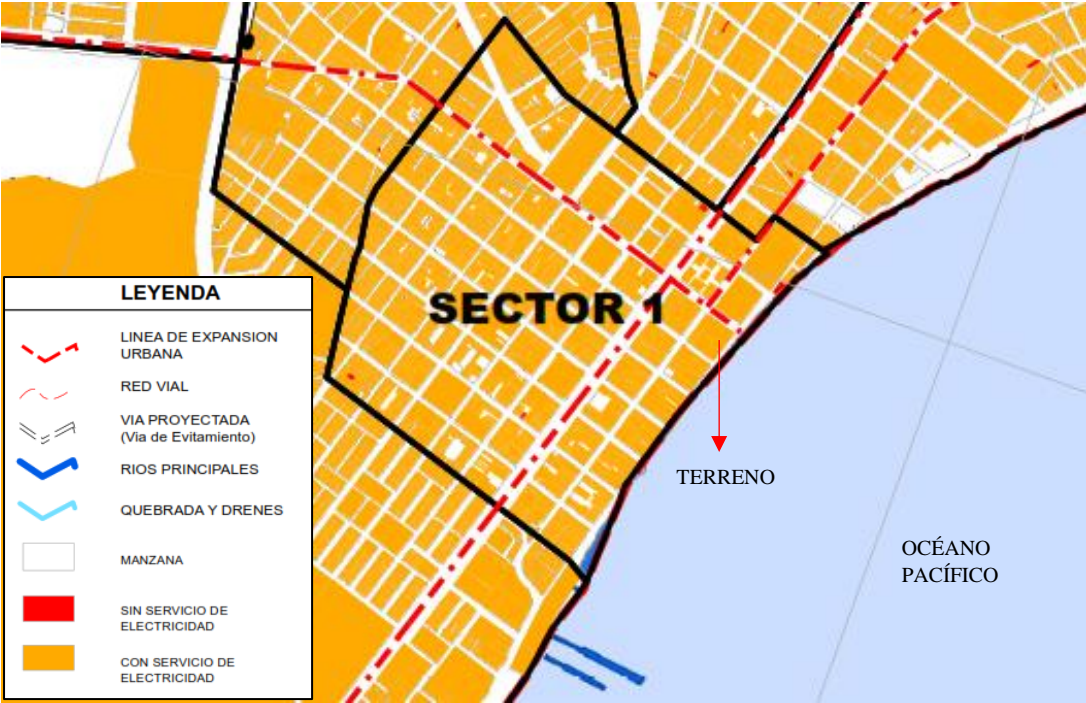 SECTOR 1
TERRENO
OCÉANO
PACÍFICO
LEYENDA
LINEA DE EXPANSION
URBANA
RED VIAL
VIA PROYECTADA
(Via de Evitamiento)
RIOS PRINCIPALES
QUEBRADA Y DRENES
MANZANA
SIN SERVICIO DE
ELECTRICIDAD
CON SERVICIO DE
ELECTRICIDAD